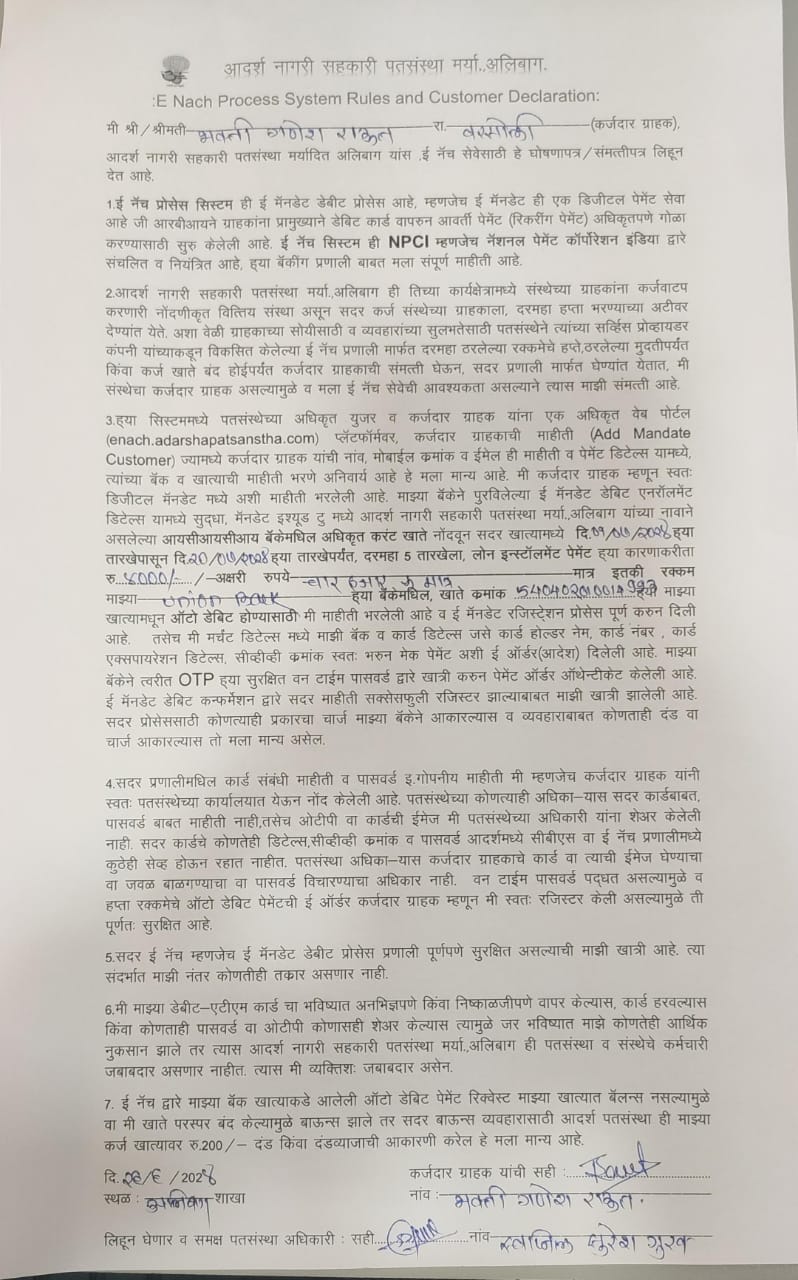 आदर्श नागरी सहकारी पतसंस्था मर्या.,अलिबाग.
:E Nach Process System Rules and Customer Declaration:
मी श्री/श्रीमती भक्ती गणेश राऊत रा. वरसोली (कर्जदार ग्राहक),
आदर्श नागरी सहकारी पतसंस्था मर्यादित अलिबाग यांस ,ई नॅच सेवेसाठी हे घोषणापत्र/संमत्तीपत्र लिहून
देत आहे.
1.ई नॅच प्रोसेस सिस्टम ही ई मॅनडेट डेबीट प्रोसेस आहे, म्हणजेच ई मॅनडेट ही एक डिजीटल पेमेंट सेवा
आहे जी आरबीआयने ग्राहकांना प्रामुख्याने डेबिट कार्ड वापरुन आवर्ती पेमेंट (रिकरींग पेमेंट) अधिकृतपणे गोळा
करण्यासाठी सुरु केलेली आहे. ई नॅच सिस्टम ही NPCI म्हणजेच नॅशनल पेमेंट कॉर्पोरेशन इंडिया द्वारे
संचलित व नियंत्रित आहे, ह्या बँकींग प्रणाली बाबत मला संपूर्ण माहीती आहे.
2.आदर्श नागरी सहकारी पतसंस्था मर्या.,अलिबाग ही तिच्या कार्यक्षेत्रामध्ये संस्थेच्या ग्राहकांना कर्जवाटप
करणारी नोंदणीकृत वित्तिय संस्था असून सदर कर्ज संस्थेच्या ग्राहकाला, दरमहा हप्ता भरण्याच्या अटीवर
देण्यांत येते. अशा वेळी ग्राहकाच्या सोयीसाठी व व्यवहारांच्या सुलभतेसाठी पतसंस्थेने त्यांच्या सर्व्हिस प्रोव्हायडर
कंपनी यांच्याकडून विकसित केलेल्या ई नॅच प्रणाली मार्फत दरमहा ठरलेल्या रक्कमेचे हप्ते,ठरलेल्या मुदतीपर्यंत
किंवा कर्ज खाते बंद होईपर्यंत कर्जदार ग्राहकाची संमत्ती घेऊन, सदर प्रणाली मार्फत घेण्यांत येतात, मी
संस्थेचा कर्जदार ग्राहक असल्यामुळे व मला ई नॅच सेवेची आवश्यकता असल्याने त्यास माझी संमत्ती आहे.
3.ह्या सिस्टममध्ये पतसंस्थेच्या अधिकृत युजर व कर्जदार ग्राहक यांना एक अधिकृत वेब पोर्टल
(enach.adarshapatsanstha.com) प्लॅटफॉर्मवर, कर्जदार ग्राहकाची माहीती (Add Mandate
Customer) ज्यामध्ये कर्जदार ग्राहक यांची नांव, मोबाईल क्रमांक व ईमेल ही माहीती व पेमेंट डिटेल्स यामध्ये,
त्यांच्या बँक व खात्याची माहीती भरणे अनिवार्य आहे हे मला मान्य आहे. मी कर्जदार ग्राहक म्हणून स्वतः
डिजीटल मॅनडेट मध्ये अशी माहीती भरलेली आहे. माझ्या बँकेने पुरविलेल्या ई मॅनडेट डेबिट एनरॉलमेंट
डिटेल्स यामध्ये सुद्धा, मॅनडेट इश्यूड टु मध्ये आदर्श नागरी सहकारी पतसंस्था मर्या.,अलिबाग यांच्या नावाने
असलेल्या आयसीआयसीआय बँकेमधिल अधिकृत करंट खाते नोंदवून सदर खात्यामध्ये दि. ह्या
तारखेपासून दि. ह्या तारखेपर्यंत, दरमहा 5 तारखेला, लोन इन्स्टॉलमेंट पेमेंट ह्या कारणाकरीता
रु. 4000/- /-अक्षरी रुपये चार हजार रु मात्र मात्र इतकी रक्कम
माझ्या Union Bank ह्या बँकेमधिल, खाते क्रमांक ह्या माझ्या
खात्यामधून ऑटो डेबिट होण्यासाठी मी माहीती भरलेली आहे व ई मॅनडेट रजिस्ट्रेशन प्रोसेस पूर्ण करुन दिली
आहे. तसेच मी मर्चंट डिटेल्स मध्ये माझी बँक व कार्ड डिटेल्स जसे कार्ड होल्डर नेम, कार्ड नंबर , कार्ड
एक्सपायरेशन डिटेल्स, सीव्हीव्ही क्रमांक स्वतः भरुन मेक पेमेंट अशी ई ऑर्डर(आदेश) दिलेली आहे. माझ्या
बँकेने त्वरीत OTP ह्या सुरक्षित वन टाईम पासवर्ड द्वारे खात्री करुन पेमेंट ऑर्डर ऑथेन्टीकेट केलेली आहे.
ई मॅनडेट डेबिट कन्फर्मेशन द्वारे सदर माहीती सक्सेसफुली रजिस्टर झाल्याबाबत माझी खात्री झालेली आहे.
सदर प्रोसेससाठी कोणत्याही प्रकारचा चार्ज माझ्या बँकेने आकारल्यास व व्यवहाराबाबत कोणताही दंड वा
चार्ज आकारल्यास तो मला मान्य असेल.
4.सदर प्रणालीमधिल कार्ड संबंधी माहीती व पासवर्ड इ.गोपनीय माहीती मी म्हणजेच कर्जदार ग्राहक यांनी
स्वतः पतसंस्थेच्या कार्यालयात येऊन नोंद केलेली आहे. पतसंस्थेच्या कोणत्याही अधिका-यास सदर कार्डबाबत,
पासवर्ड बाबत माहीती नाही,तसेच ओटीपी वा कार्डची ईमेज मी पतसंस्थेच्या अधिकारी यांना शेअर केलेली
नाही. सदर कार्डचे कोणतेही डिटेल्स,सीव्हीव्ही क्रमांक व पासवर्ड आदर्शमध्ये सीबीएस वा ई नॅच प्रणालीमध्ये
कुठेही सेव्ह होऊन रहात नाहीत. पतसंस्था अधिका-यास कर्जदार ग्राहकाचे कार्ड वा त्याची ईमेज घेण्याचा
वा जवळ बाळगण्याचा वा पासवर्ड विचारण्याचा अधिकार नाही. वन टाईम पासवर्ड पद्धत असल्यामुळे व
हप्ता रक्कमेचे ऑटो डेबिट पेमेंटची ई ऑर्डर कर्जदार ग्राहक म्हणून मी स्वतः रजिस्टर केली असल्यामुळे ती
पूर्णतः सुरक्षित आहे.
5.सदर ई नॅच म्हणजेच ई मॅनडेट डेबीट प्रोसेस प्रणाली पूर्णपणे सुरक्षित असल्याची माझी खात्री आहे. त्या
संदर्भात माझी नंतर कोणतीही तकार असणार नाही.
6.मी माझ्या डेबीट-एटीएम कार्ड चा भविष्यात अनभिज्ञपणे किंवा निष्काळजीपणे वापर केल्यास, कार्ड हरवल्यास
किंवा कोणताही पासवर्ड वा ओटीपी कोणासही शेअर केल्यास त्यामुळे जर भविष्यात माझे कोणतेही आर्थिक
नुकसान झाले तर त्यास आदर्श नागरी सहकारी पतसंस्था मर्या.,अलिबाग ही पतसंस्था व संस्थेचे कर्मचारी
जबाबदार असणार नाहीत. त्यास मी व्यक्तिशः जबाबदार असेन.
7. ई नॅच द्वारे माझ्या बँक खात्याकडे आलेली ऑटो डेबिट पेमेंट रिक्वेस्ट माझ्या खात्यात बॅलन्स नसल्यामुळे
वा मी खाते परस्पर बंद केल्यामुळे बाऊन्स झाले तर सदर बाऊन्स व्यवहारासाठी आदर्श पतसंस्था ही माझ्या
कर्ज खात्यावर रु.200/- दंड किंवा दंडव्याजाची आकारणी करेल हे मला मान्य आहे.
दि. /202 कर्जदार ग्राहक यांची सही :
स्थळ : शाखा नांव : भक्ती गणेश राऊत.
लिहून घेणार व समक्ष पतसंस्था अधिकारी : सही नांव स्वप्निल सुरेश गुरव